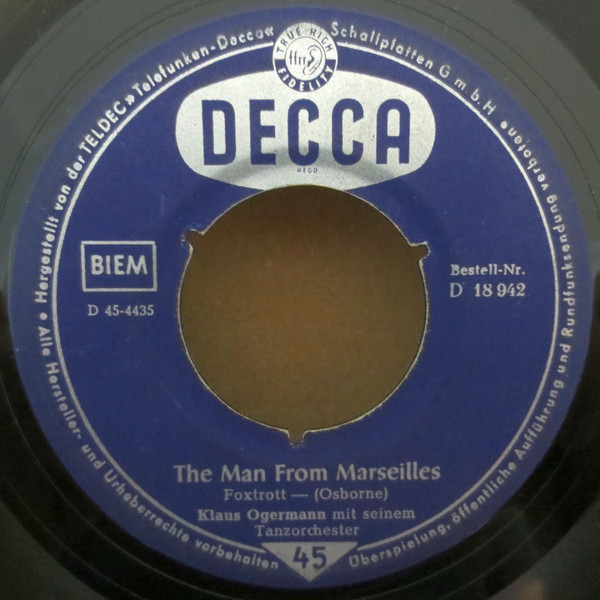 Hergestellt von der TELDEC »Telefunken-Decca« Schallplatten G m b.H
TRUE HIGH
ffrr
FIDELITY
DECCA
REGD
BIEM
D 45-4435
Bestell-Nr.
D 18 942
The Man From Marseilles
Foxtrott — (Osborne)
Klaus Ogermann mit seinem
Tanzorchester
45
• Alle Hersteller- und Urheberrechte vorbehalten
Überspielung, öffentliche Aufführung und Rundfunksendung verboten •